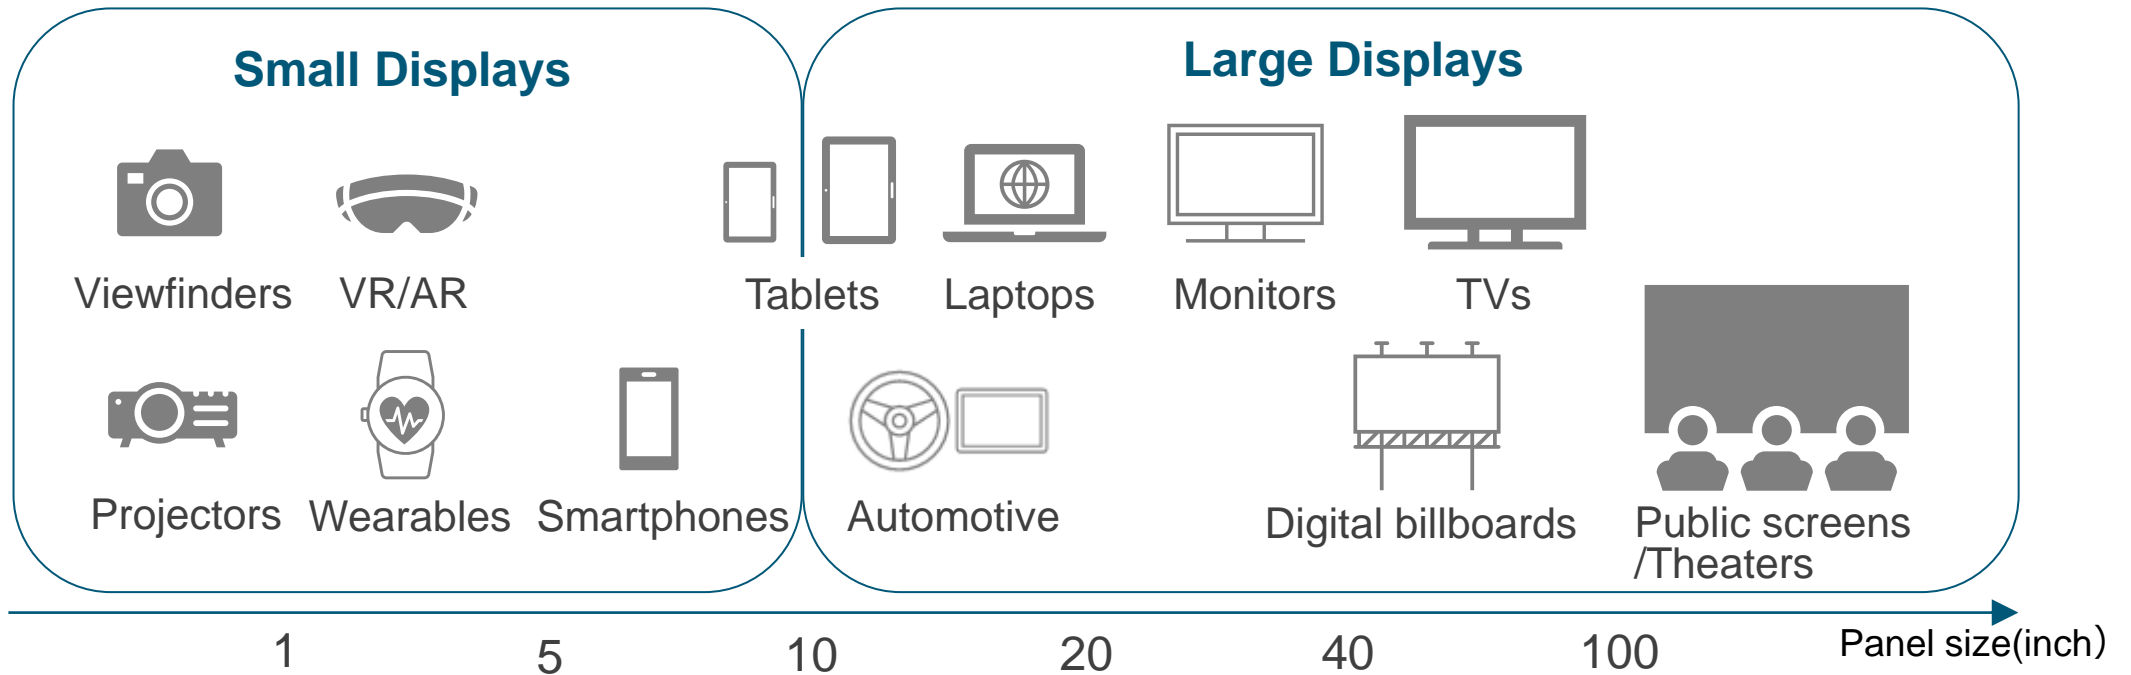 Small Displays
Large Displays
Viewfinders
VR/AR
Tablets
Laptops
Monitors
TVs
Projectors
Wearables
Smartphones
Automotive
Digital billboards
Public screens
/Theaters
1
5
10
20
40
100
Panel size(inch）